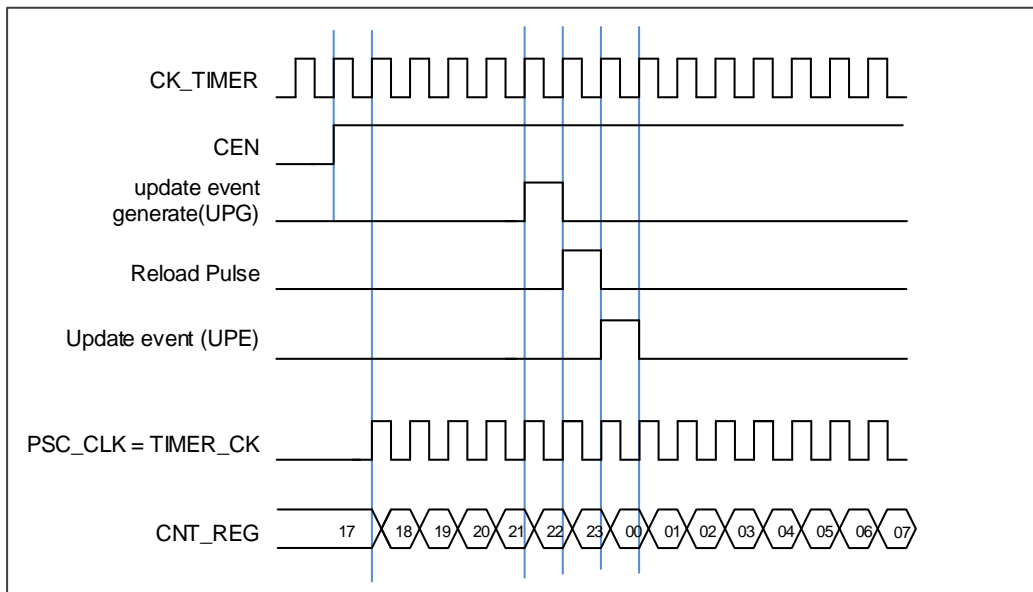 CK_TIMER
CEN
update event
generate(UPG)
Reload Pulse
Update event (UPE)
PSC_CLK = TIMER_CK
CNT_REG 17 18 19 20 21 22 23 00 01 02 03 04 05 06 07